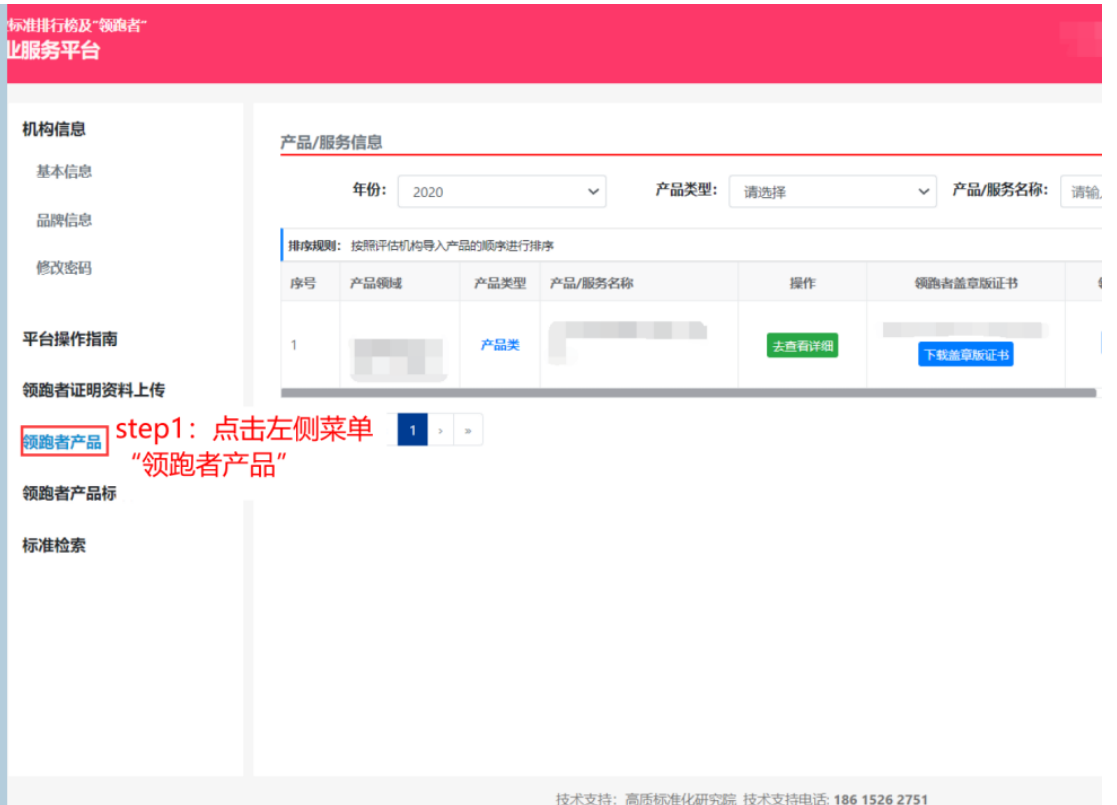 标准排行榜及“领跑者”
业服务平台
机构信息
基本信息
品牌信息
修改密码
平台操作指南
领跑者证明资料上传
领跑者产品
领跑者产品标
标准检索
step1：点击左侧菜单
“领跑者产品”
产品/服务信息
年份： 2020 产品类型： 请选择 产品/服务名称： 请输
排序规则： 按照评估机构导入产品的顺序进行排序
序号 产品领域 产品类型 产品/服务名称 操作 领跑者盖章版证书
1 产品类 去查看详细 下载盖章版证书
1 › »
技术支持：高质标准化研究院 技术支持电话: 186 1526 2751